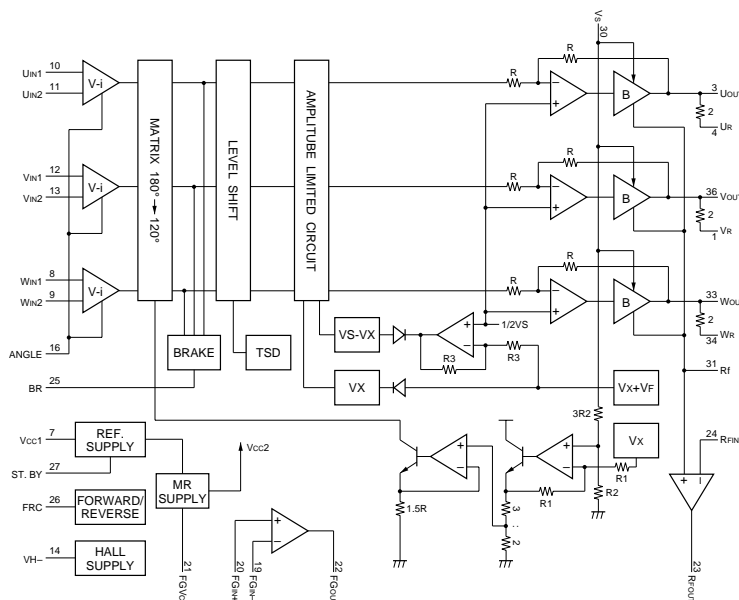 VS
30
UIN1 10
UIN2 11
V-i
VIN1 12
VIN2 13
V-i
WIN1 8
WIN2 9
V-i
ANGLE 16
BR 25
MATRIX 180° → 120°
LEVEL SHIFT
AMPLITUBE LIMITED CIRCUIT
BRAKE
TSD
VS-VX
VX
R
R
−
+
B
3 UOUT
2
4 UR
R
R
−
+
B
36 VOUT
2
1 VR
R
R
−
+
B
33 WOU
2
34 WR
31 Rf
+
−
1/2VS
R3
R3
VX+VF
3R2
R2
VX
R1
R1
+
−
3
:
2
+
−
1.5R
24 RFIN
+
−
23
RFOUT
VCC1 7
REF. SUPPLY
ST. BY 27
MR SUPPLY
VCC2
FRC 26
FORWARD/
REVERSE
VH− 14
HALL SUPPLY
21
FGVC
+
−
20
FGIN+
19
FGIN−
22
FGOU